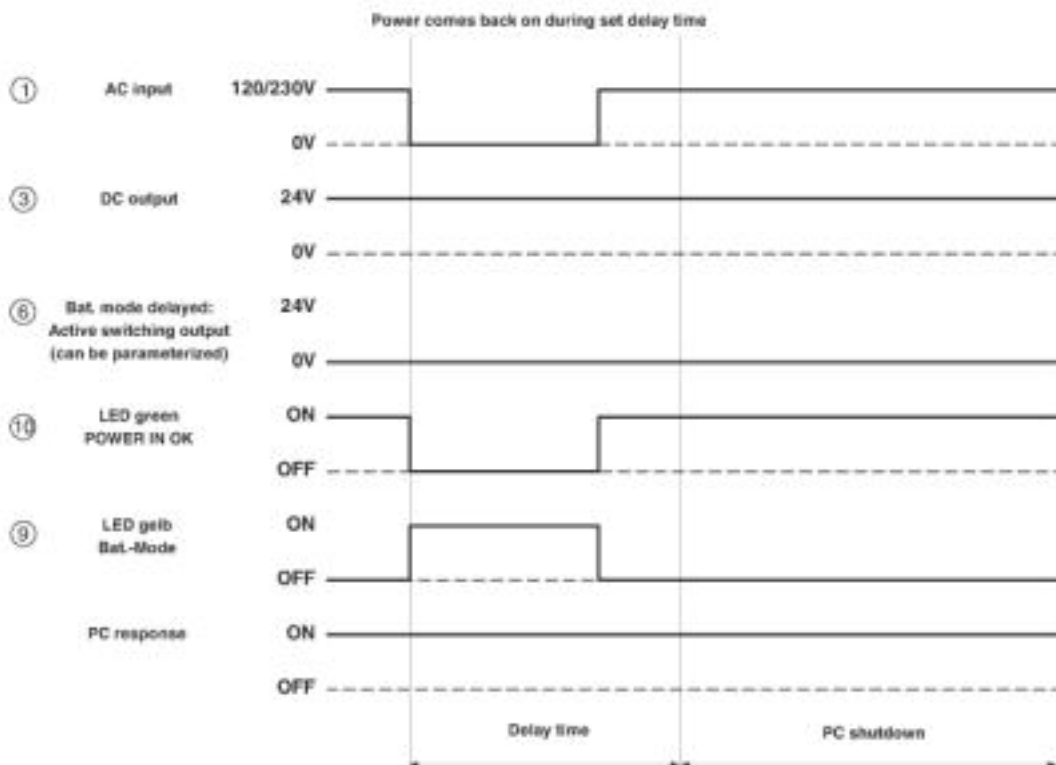 Power comes back on during set delay time
① AC input 120/230V
0V
③ DC output 24V
0V
⑥ Bat. mode delayed: 24V
Active switching output
(can be parameterized) 0V
⑩ LED green ON
POWER IN OK
OFF
⑨ LED gelb ON
Bat.-Mode
OFF
PC response ON
OFF
Delay time PC shutdown